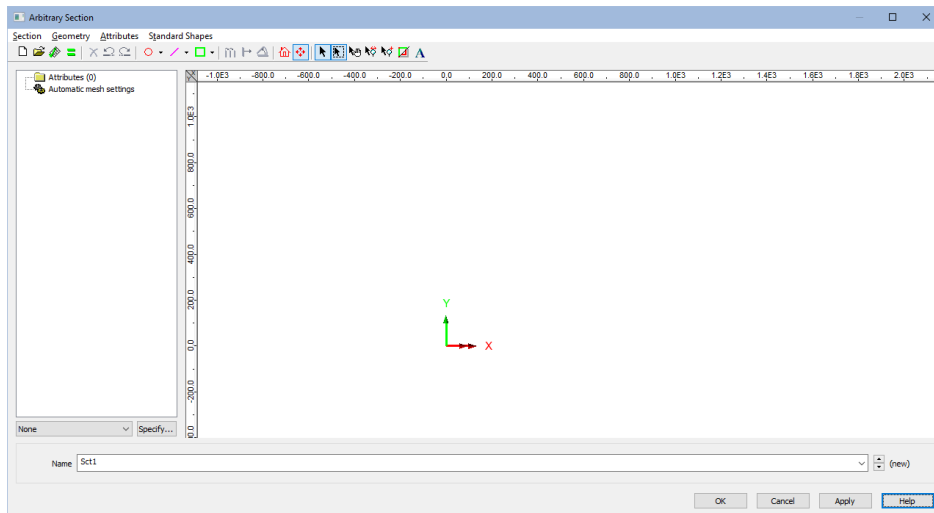 Arbitrary Section
Section Geometry Attributes Standard Shapes
A
Attributes (0)
Automatic mesh settings
-1.0E3 -800.0 -600.0 -400.0 -200.0 0.0 200.0 400.0 600.0 800.0 1.0E3 1.2E3 1.4E3 1.6E3 1.8E3 2.0E3
1.0E3
800.0
600.0
400.0
200.0
0.0
-200.0
Y
X
None Specify...
Name Sct1 (new)
OK Cancel Apply Help